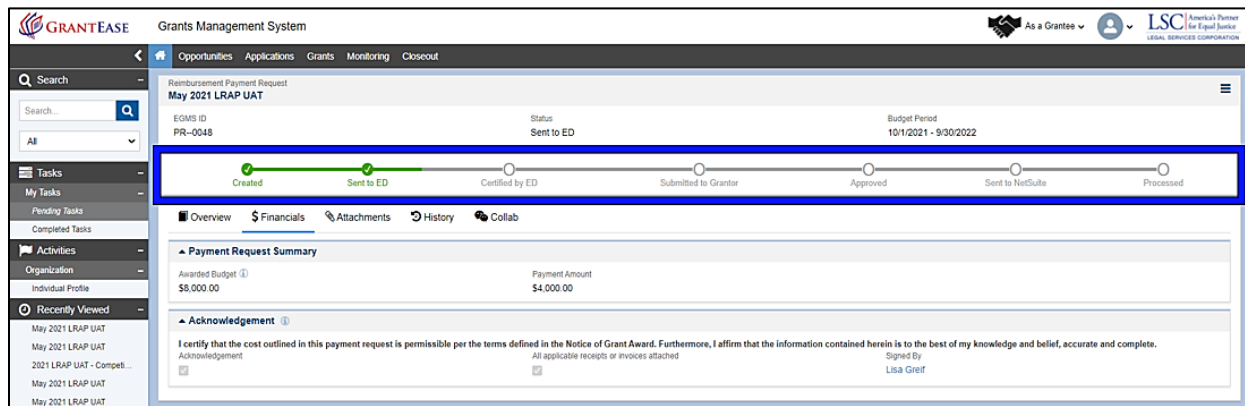 GRANTEASE
Grants Management System
As a Grantee
LSC America's Partner for Equal Justice
LEGAL SERVICES CORPORATION
Opportunities Applications Grants Monitoring Closeout
Search
Search...
All
Tasks
My Tasks
Pending Tasks
Completed Tasks
Activities
Organization
Individual Profile
Recently Viewed
May 2021 LRAP UAT
May 2021 LRAP UAT
2021 LRAP UAT - Competi...
May 2021 LRAP UAT
May 2021 LRAP UAT
Reimbursement Payment Request
May 2021 LRAP UAT
EGMS ID Status Budget Period
PR--0048 Sent to ED 10/1/2021 - 9/30/2022
Created Sent to ED Certified by ED Submitted to Grantor Approved Sent to NetSuite Processed
Overview $ Financials Attachments History Collab
Payment Request Summary
Awarded Budget Payment Amount
$8,000.00 $4,000.00
Acknowledgement
I certify that the cost outlined in this payment request is permissible per the terms defined in the Notice of Grant Award. Furthermore, I affirm that the information contained herein is to the best of my knowledge and belief, accurate and complete.
Acknowledgement All applicable receipts or invoices attached Signed By
Lisa Greif